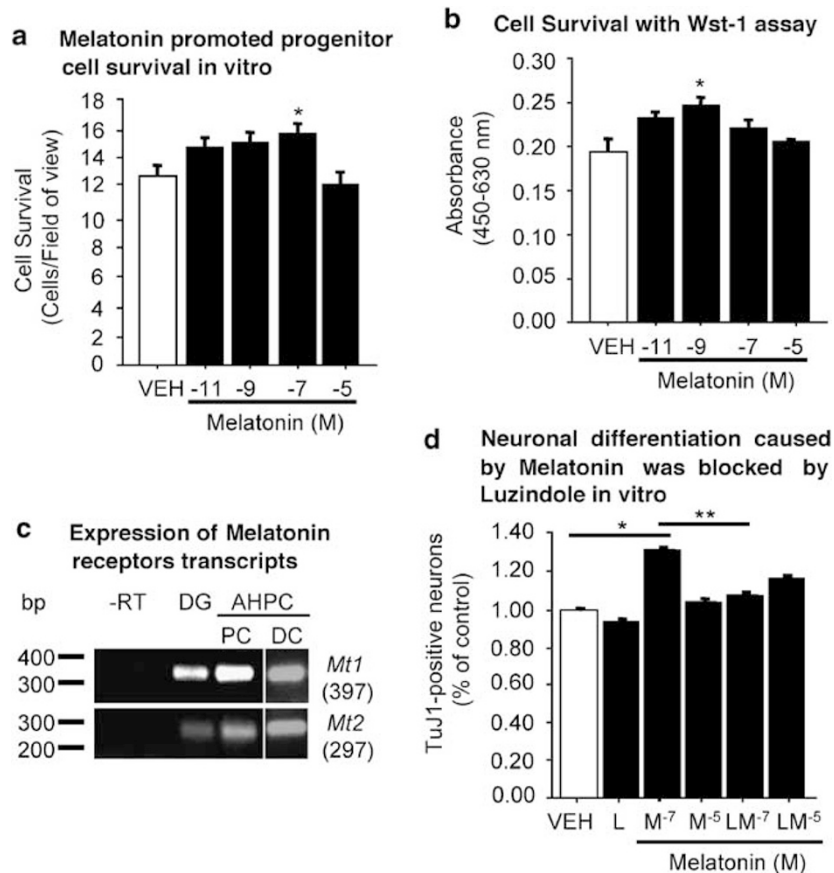 a Melatonin promoted progenitor
cell survival in vitro
Cell Survival
(Cells/Field of view)
18
16
14
12
10
8
6
4
2
0
*
VEH -11 -9 -7 -5
Melatonin (M)
b Cell Survival with Wst-1 assay
Absorbance
(450-630 nm)
0.30
0.25
0.20
0.15
0.10
0.05
0.00
*
VEH -11 -9 -7 -5
Melatonin (M)
c Expression of Melatonin
receptors transcripts
bp -RT DG AHPC
PC DC
400
300
Mt1
(397)
300
200
Mt2
(297)
d Neuronal differentiation caused
by Melatonin was blocked by
Luzindole in vitro
TuJ1-positive neurons
(% of control)
1.40
1.20
1.00
0.80
1.60
1.40
1.20
0.00
* **
VEH L M-7 M-5 LM-7 LM-5
Melatonin (M)